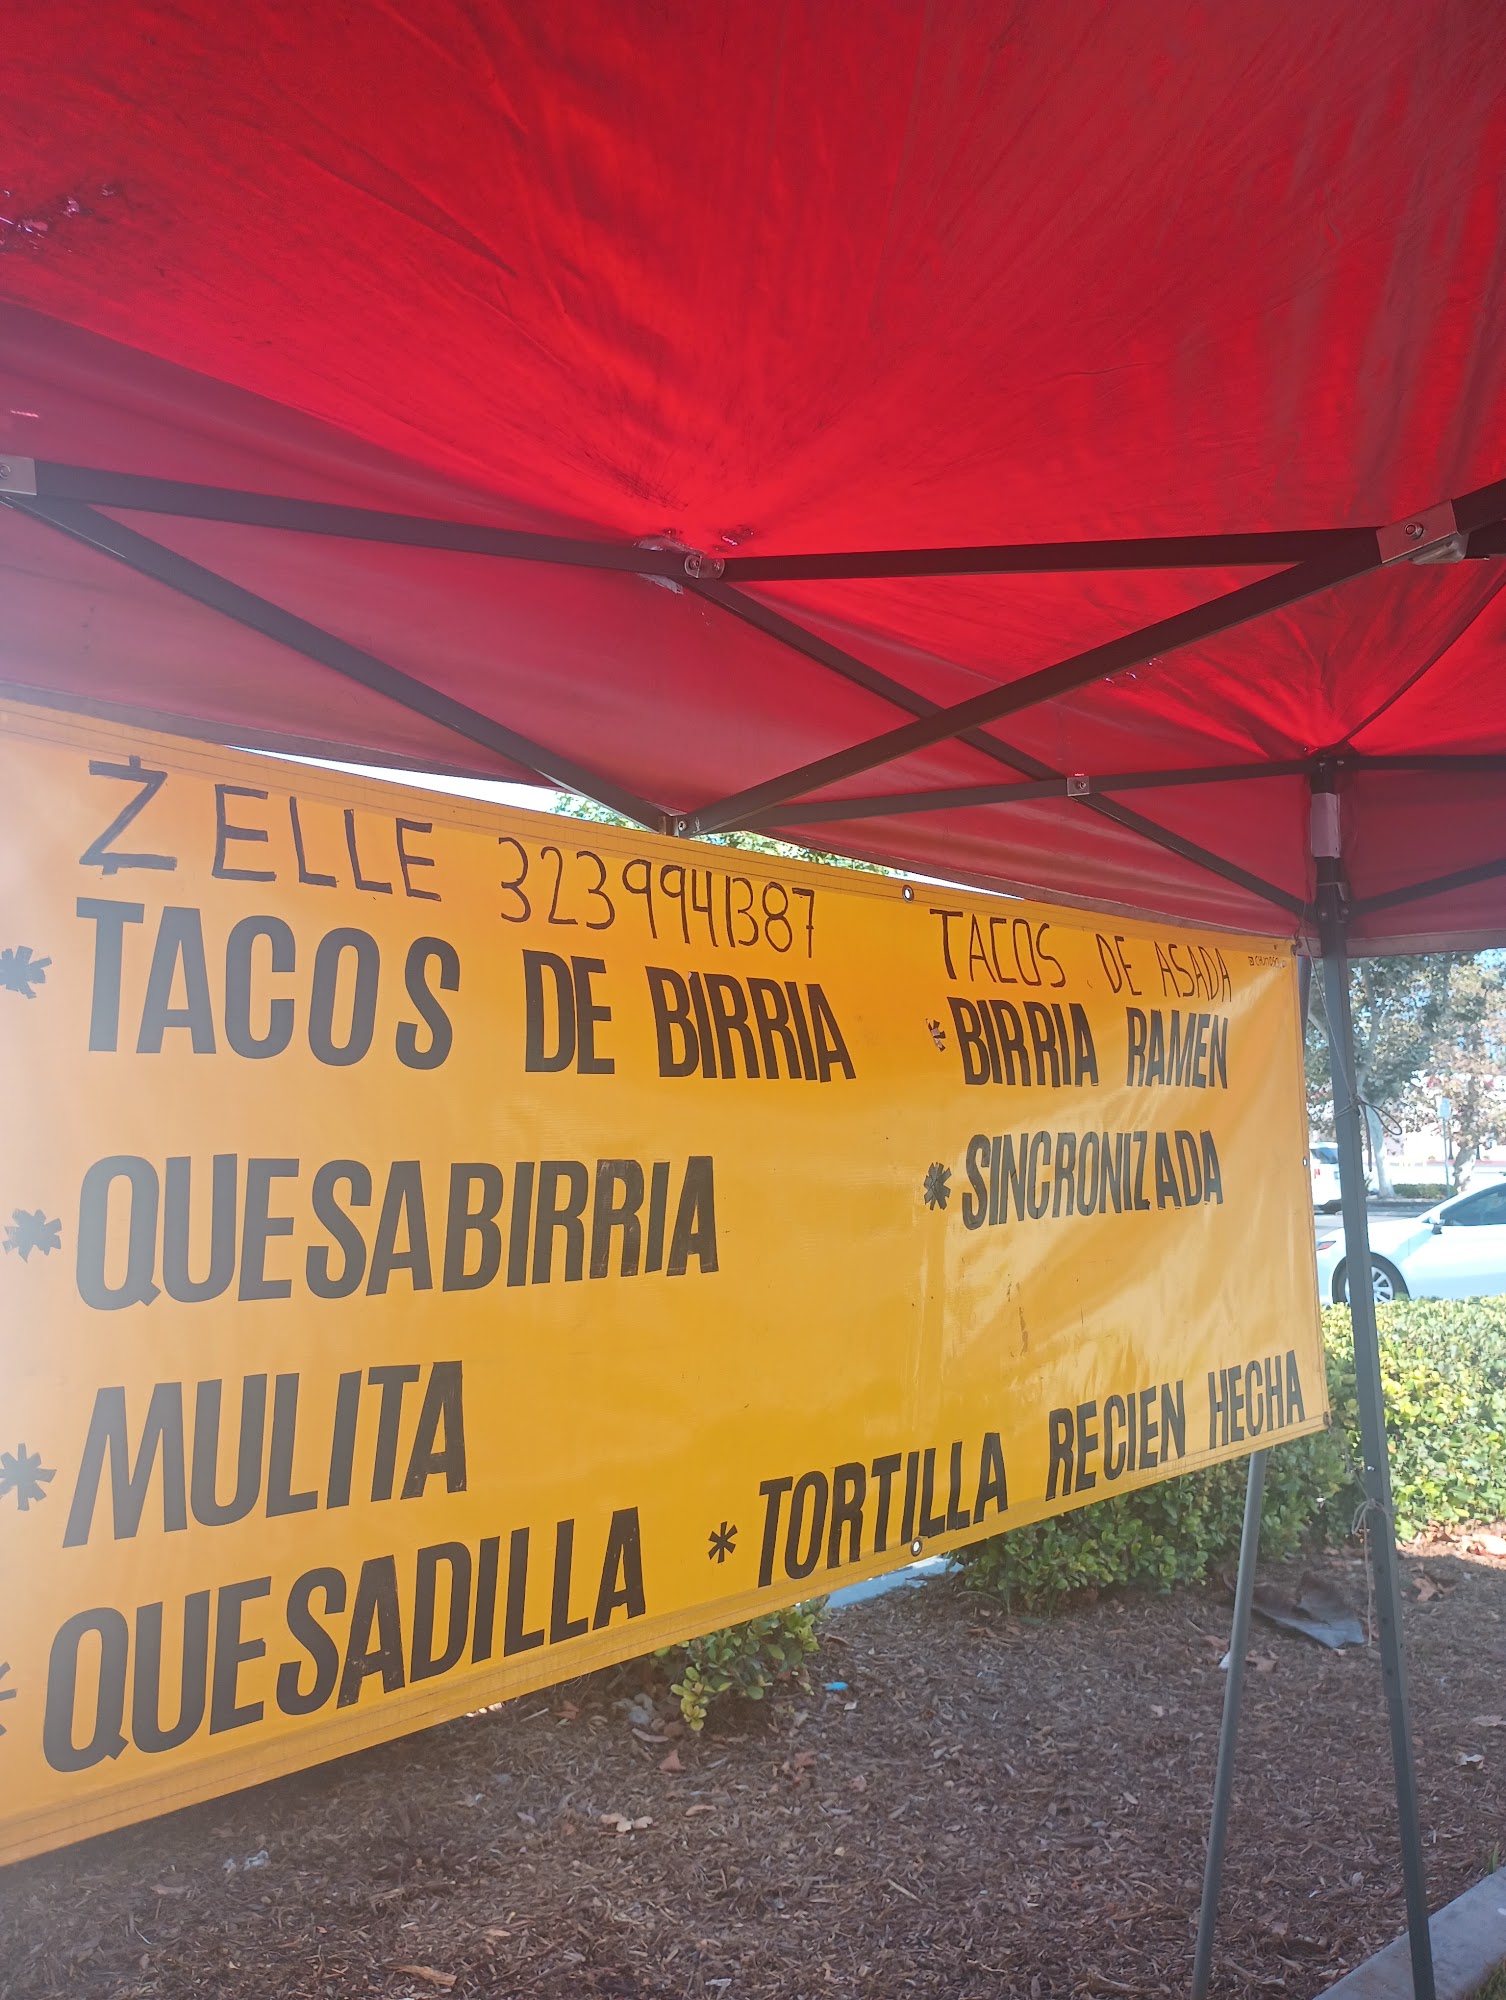 ZELLE 3239941387
* TACOS DE BIRRIA
* QUESABIRRIA
* MULITA
* QUESADILLA
TACOS DE ASADA
* BIRRIA RAMEN
* SINCRONIZADA
* TORTILLA RECIEN HECHA